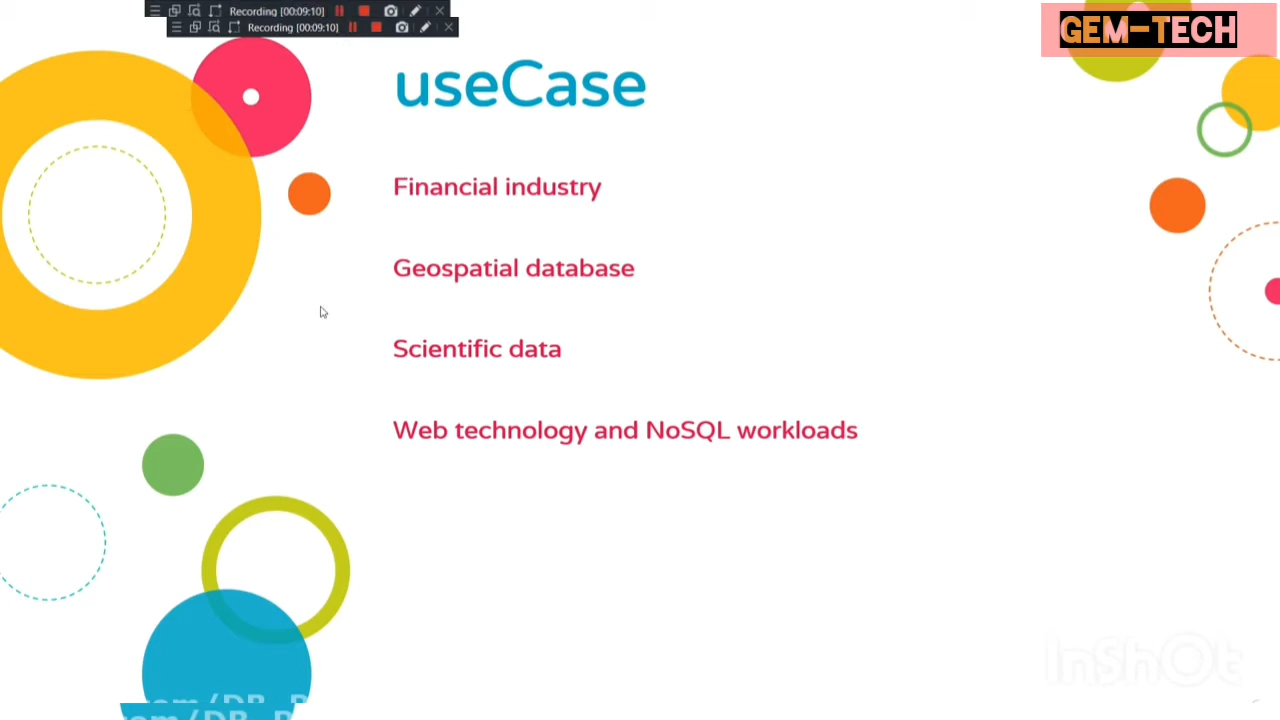 Recording [00:09:10]
Recording [00:09:10]
GEM-TECH
useCase
Financial industry
Geospatial database
Scientific data
Web technology and NoSQL workloads
InShOt